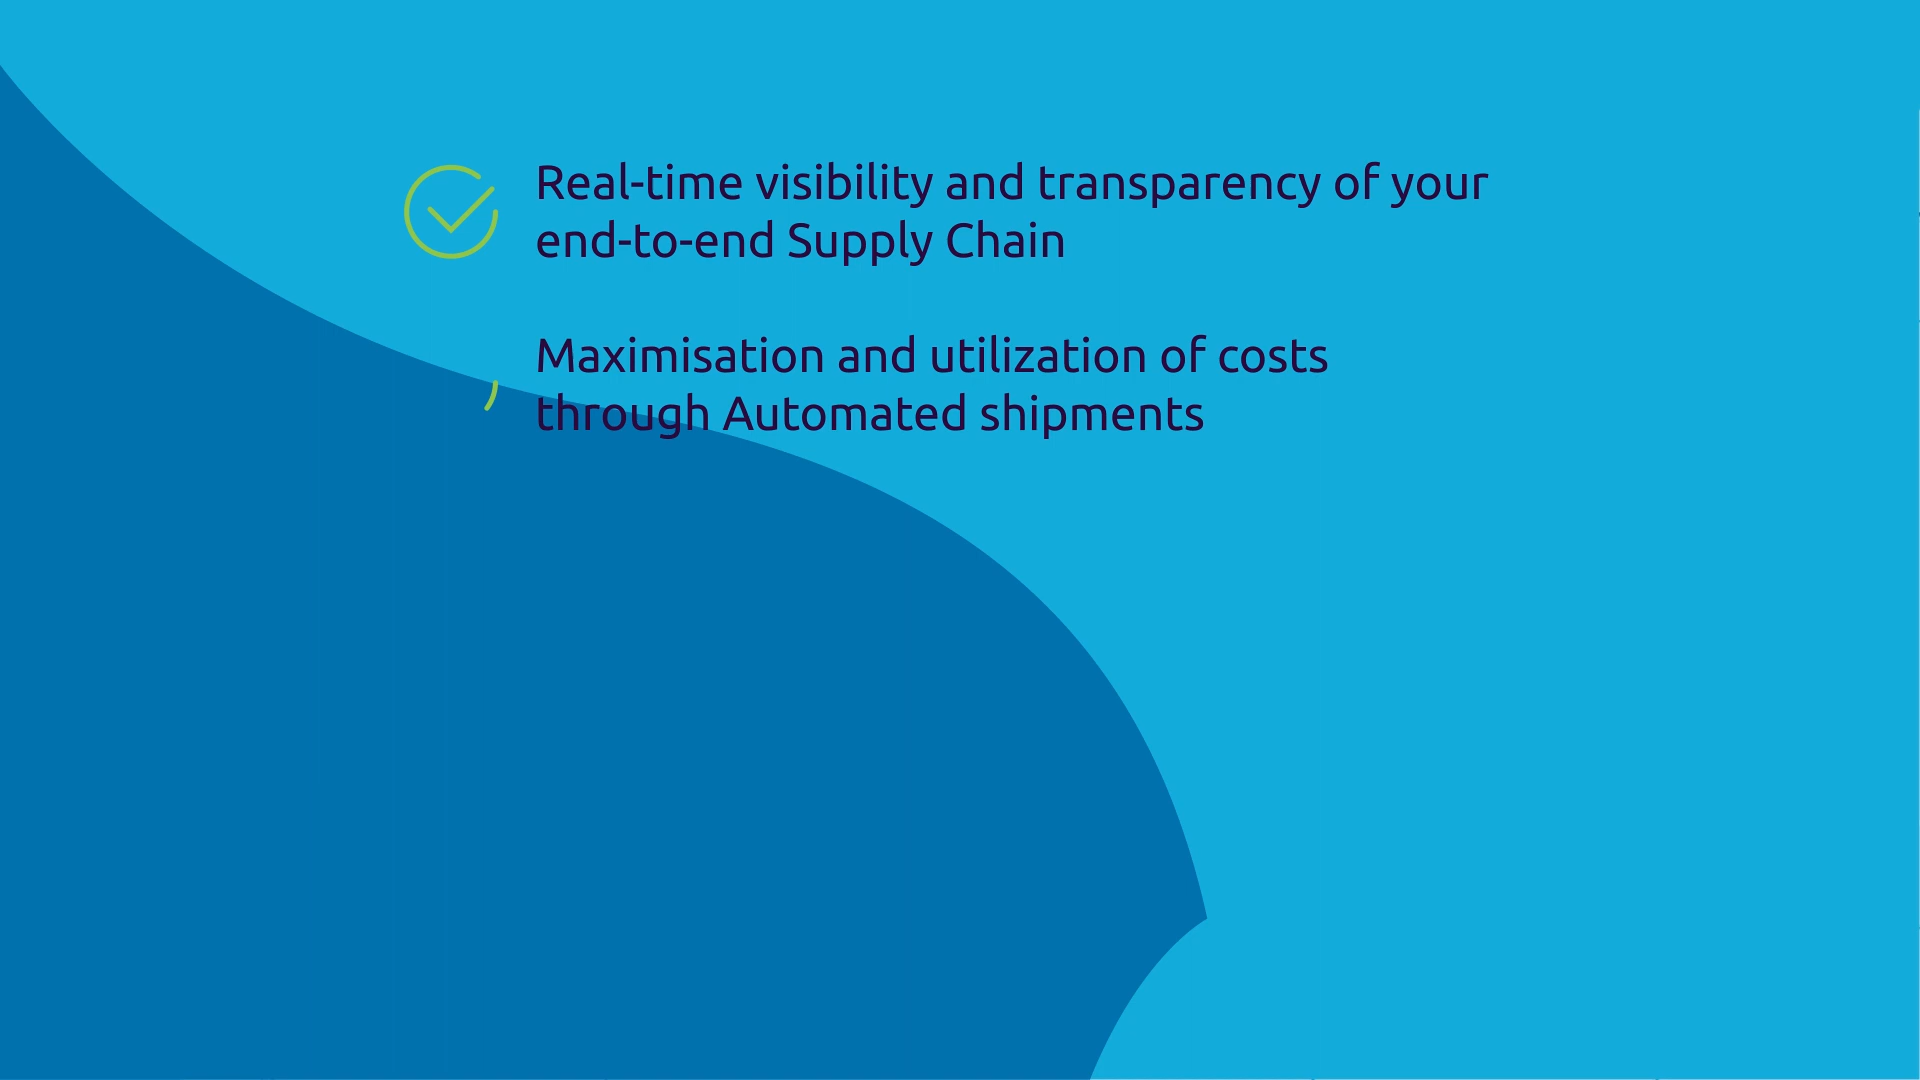 Real-time visibility and transparency of your
end-to-end Supply Chain
Maximisation and utilization of costs
through Automated shipments